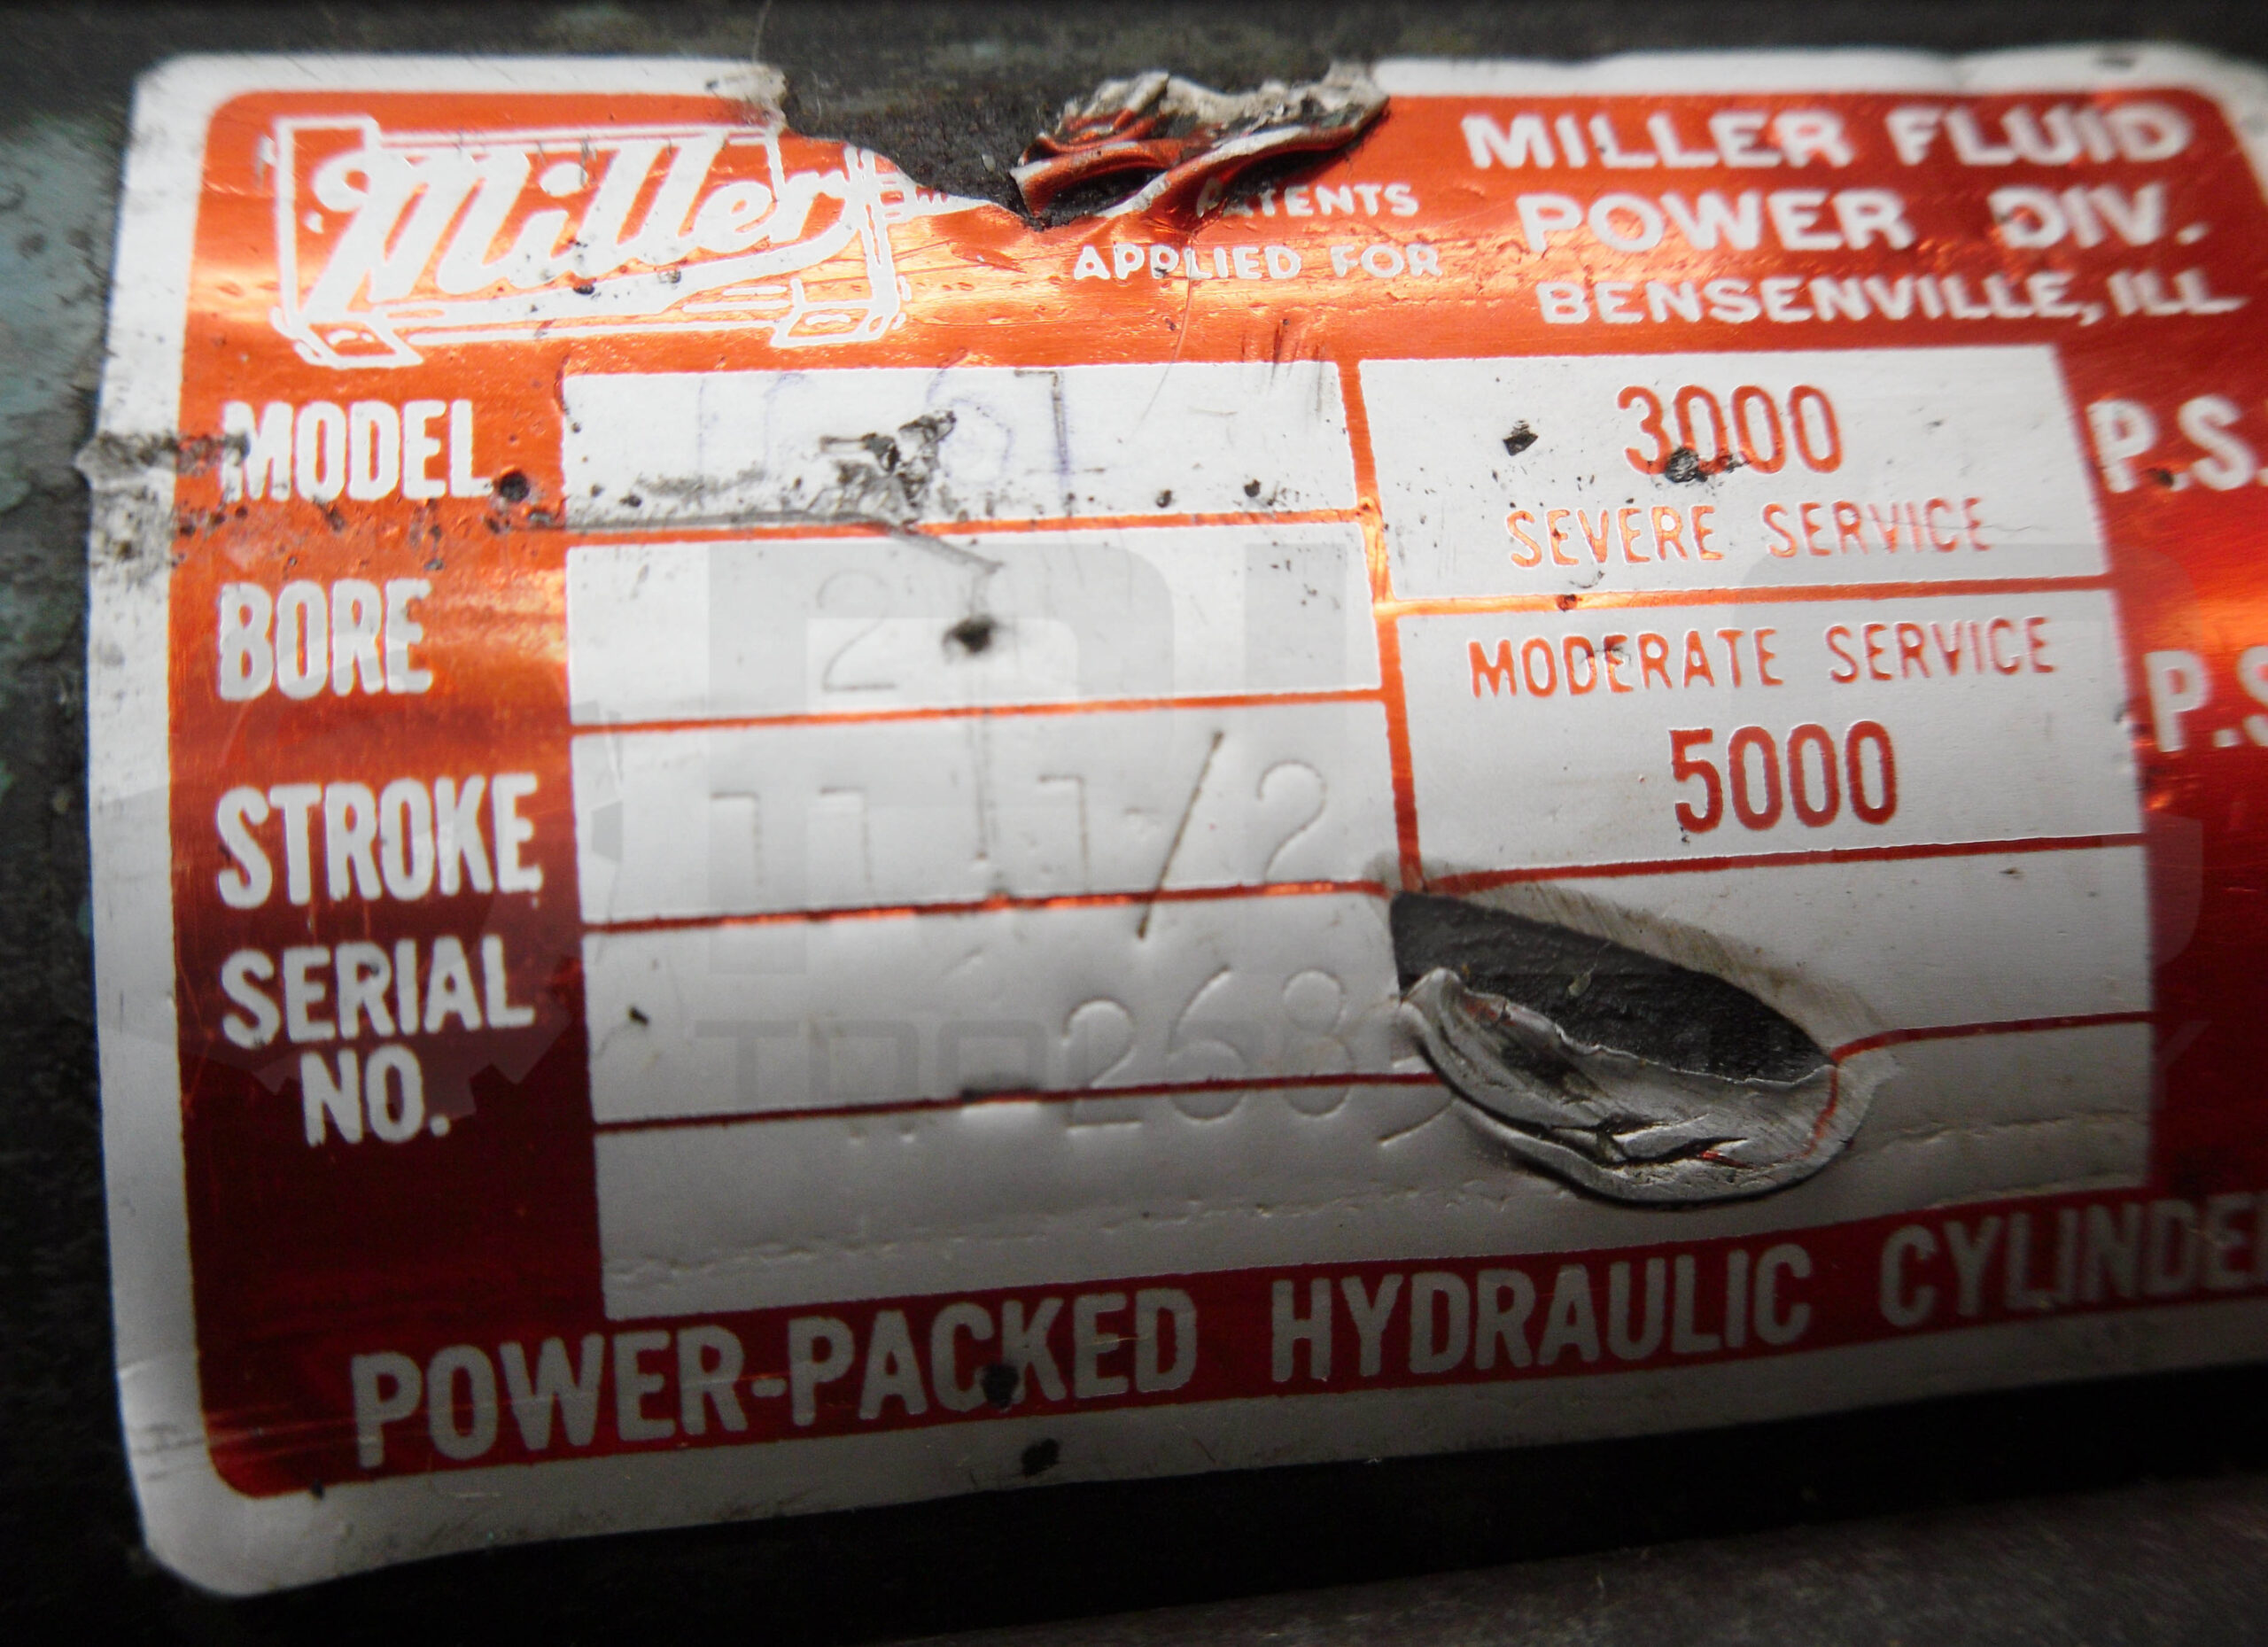 Miller
PATENTS
APPLIED FOR
MILLER FLUID
POWER DIV.
BENSENVILLE, ILL
MODEL
3000 P.S.
SEVERE SERVICE
BORE 2
MODERATE SERVICE P.S
5000
STROKE 11 1/2
SERIAL
NO.
POWER-PACKED HYDRAULIC CYLINDE